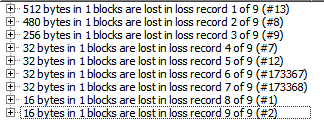 512 bytes in 1 blocks are lost in loss record 1 of 9 (#13)
480 bytes in 1 blocks are lost in loss record 2 of 9 (#8)
256 bytes in 1 blocks are lost in loss record 3 of 9 (#9)
32 bytes in 1 blocks are lost in loss record 4 of 9 (#7)
32 bytes in 1 blocks are lost in loss record 5 of 9 (#12)
32 bytes in 1 blocks are lost in loss record 6 of 9 (#173367)
32 bytes in 1 blocks are lost in loss record 7 of 9 (#173368)
16 bytes in 1 blocks are lost in loss record 8 of 9 (#1)
16 bytes in 1 blocks are lost in loss record 9 of 9 (#2)